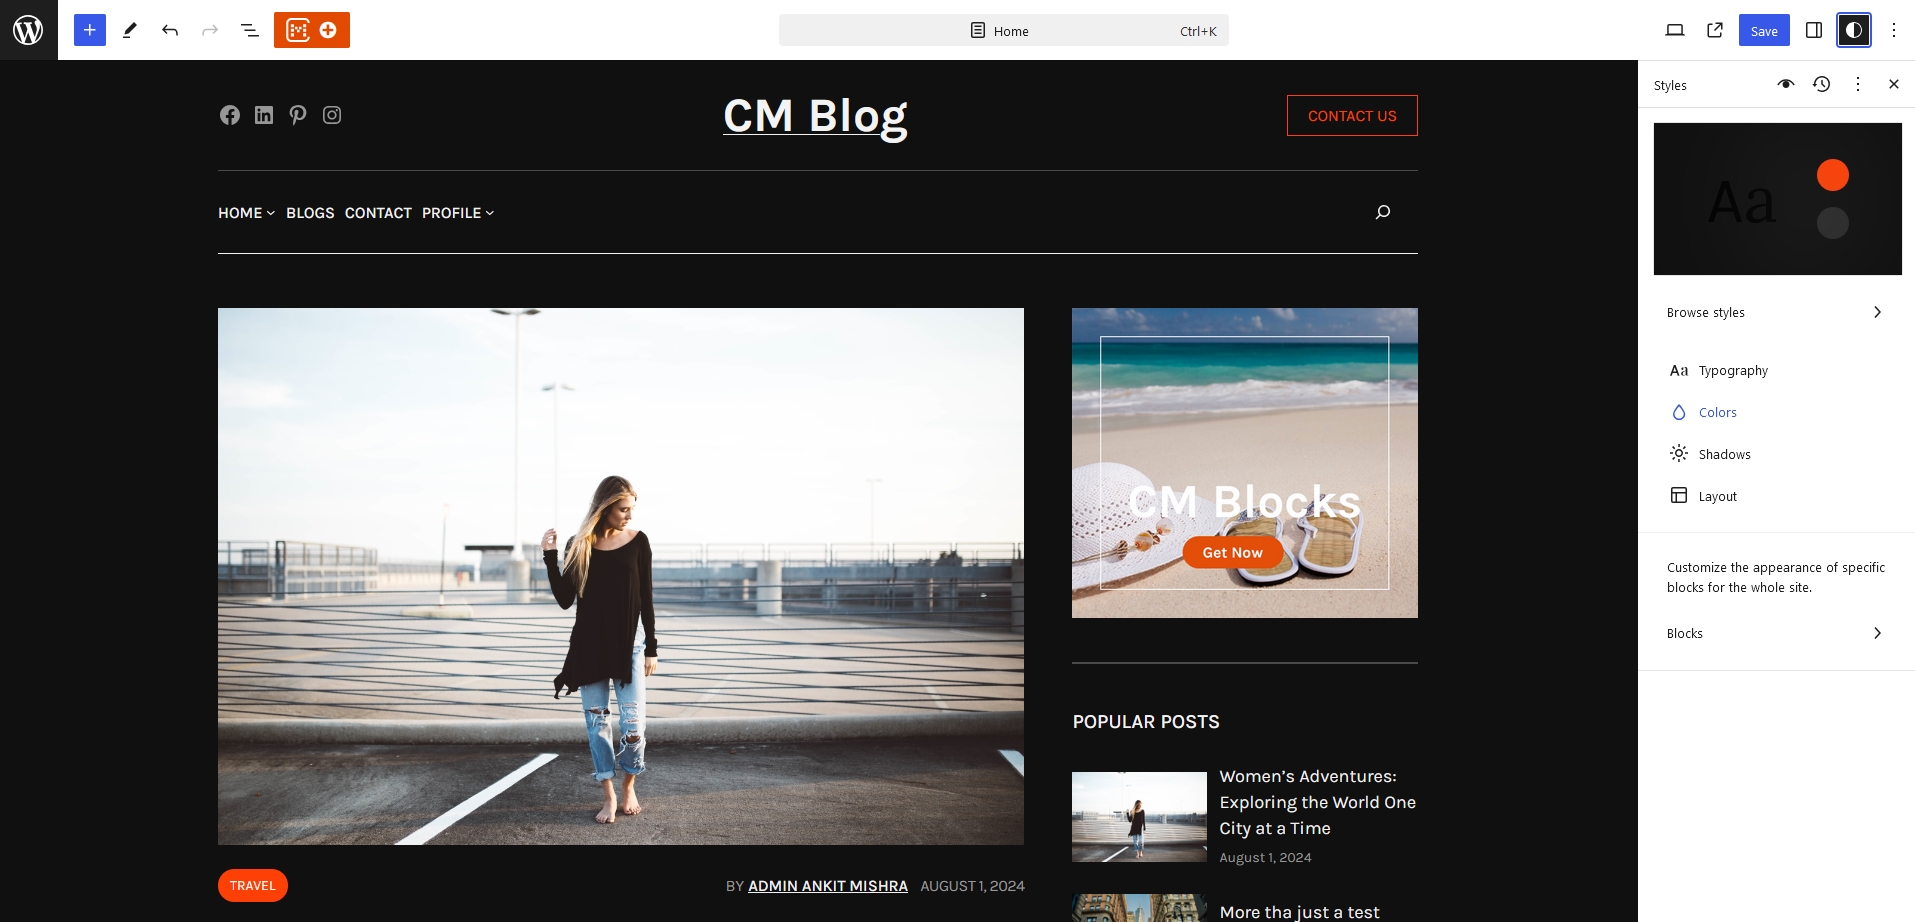 Home
Ctrl+K
Save
CM Blog
CONTACT US
HOME
BLOGS
CONTACT
PROFILE
CM Blocks
Get Now
POPULAR POSTS
Women’s Adventures:
Exploring the World One
City at a Time
August 1, 2024
More tha just a test
TRAVEL
BY ADMIN ANKIT MISHRA
AUGUST 1, 2024
Styles
Aa
Browse styles
Aa Typography
Colors
Shadows
Layout
Customize the appearance of specific
blocks for the whole site.
Blocks